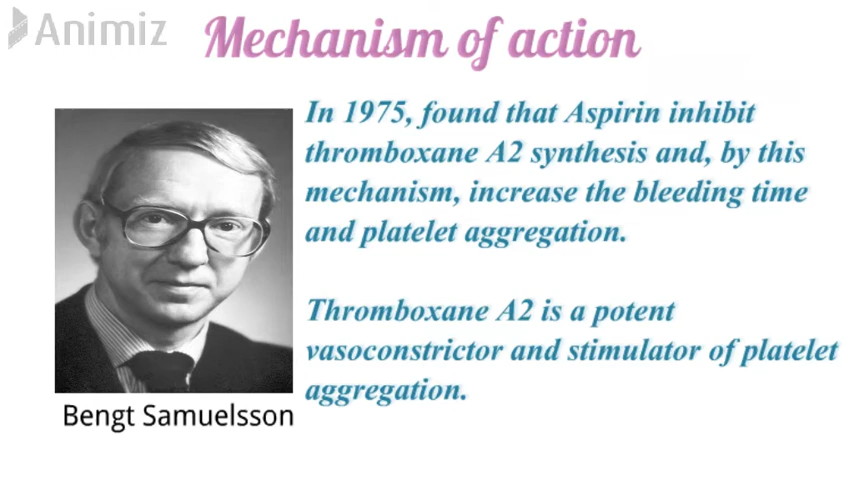 Animiz
Mechanism of action
In 1975, found that Aspirin inhibit
thromboxane A2 synthesis and, by this
mechanism, increase the bleeding time
and platelet aggregation.
Thromboxane A2 is a potent
vasoconstrictor and stimulator of platelet
aggregation.
Bengt Samuelsson